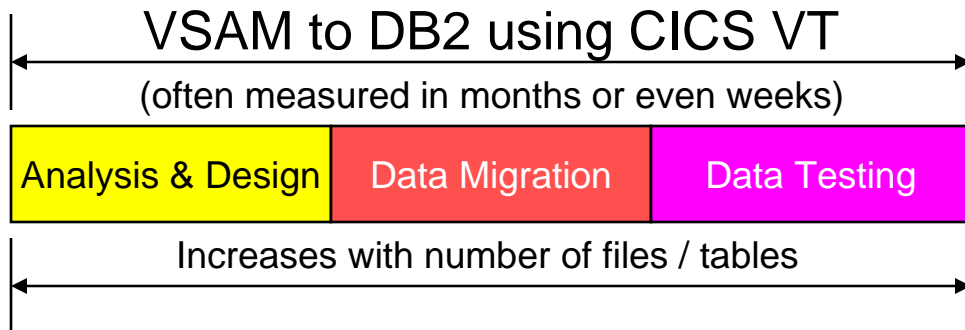 VSAM to DB2 using CICS VT
(often measured in months or even weeks)
Analysis & Design Data Migration Data Testing
Increases with number of files / tables